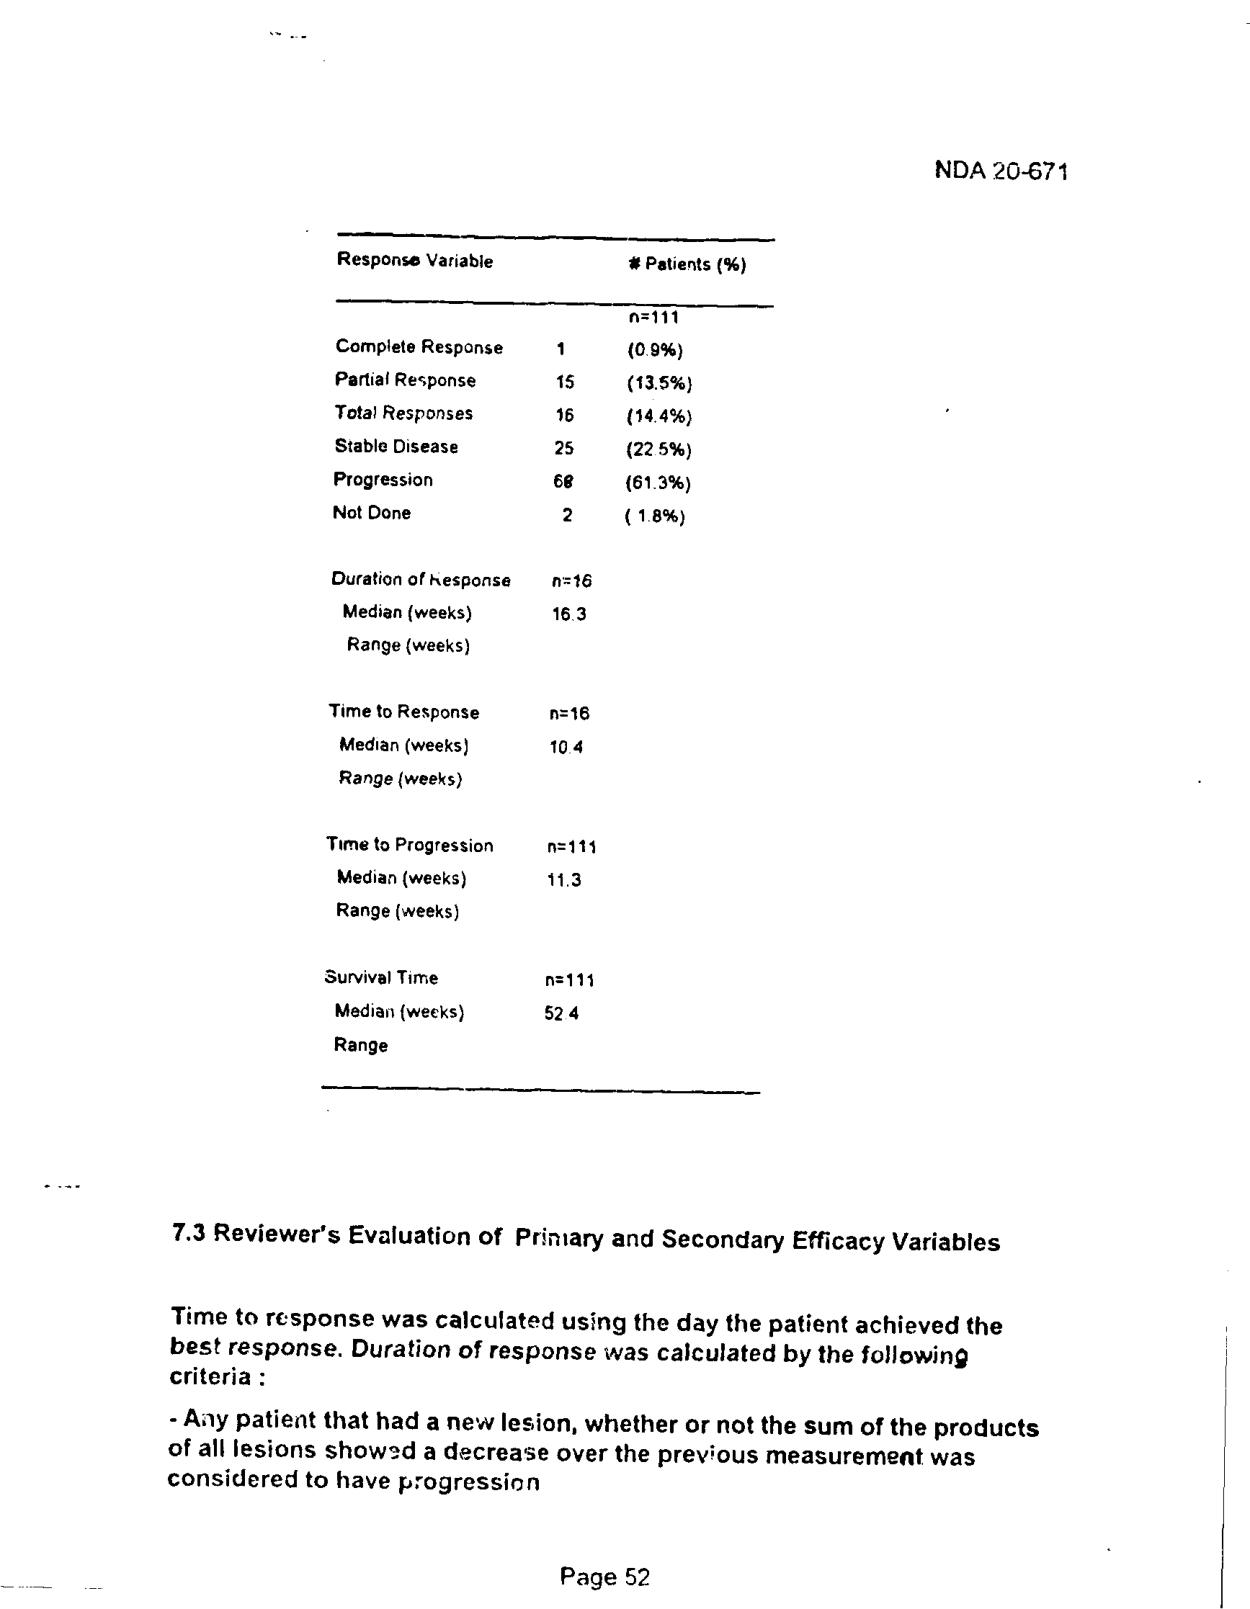 NDA 20-671
Response Variable # Patients (%)
n=111
Complete Response 1 (0.9%)
Partial Response 15 (13.5%)
Total Responses 16 (14.4%)
Stable Disease 25 (22.5%)
Progression 68 (61.3%)
Not Done 2 ( 1.8%)
Duration of Response n=16
Median (weeks) 16.3
Range (weeks)
Time to Response n=16
Median (weeks) 10.4
Range (weeks)
Time to Progression n=111
Median (weeks) 11.3
Range (weeks)
Survival Time n=111
Median (weeks) 52.4
Range
7.3 Reviewer's Evaluation of Primary and Secondary Efficacy Variables
Time to response was calculated using the day the patient achieved the
best response. Duration of response was calculated by the following
criteria :
- Any patient that had a new lesion, whether or not the sum of the products
of all lesions showed a decrease over the previous measurement was
considered to have progression
Page 52